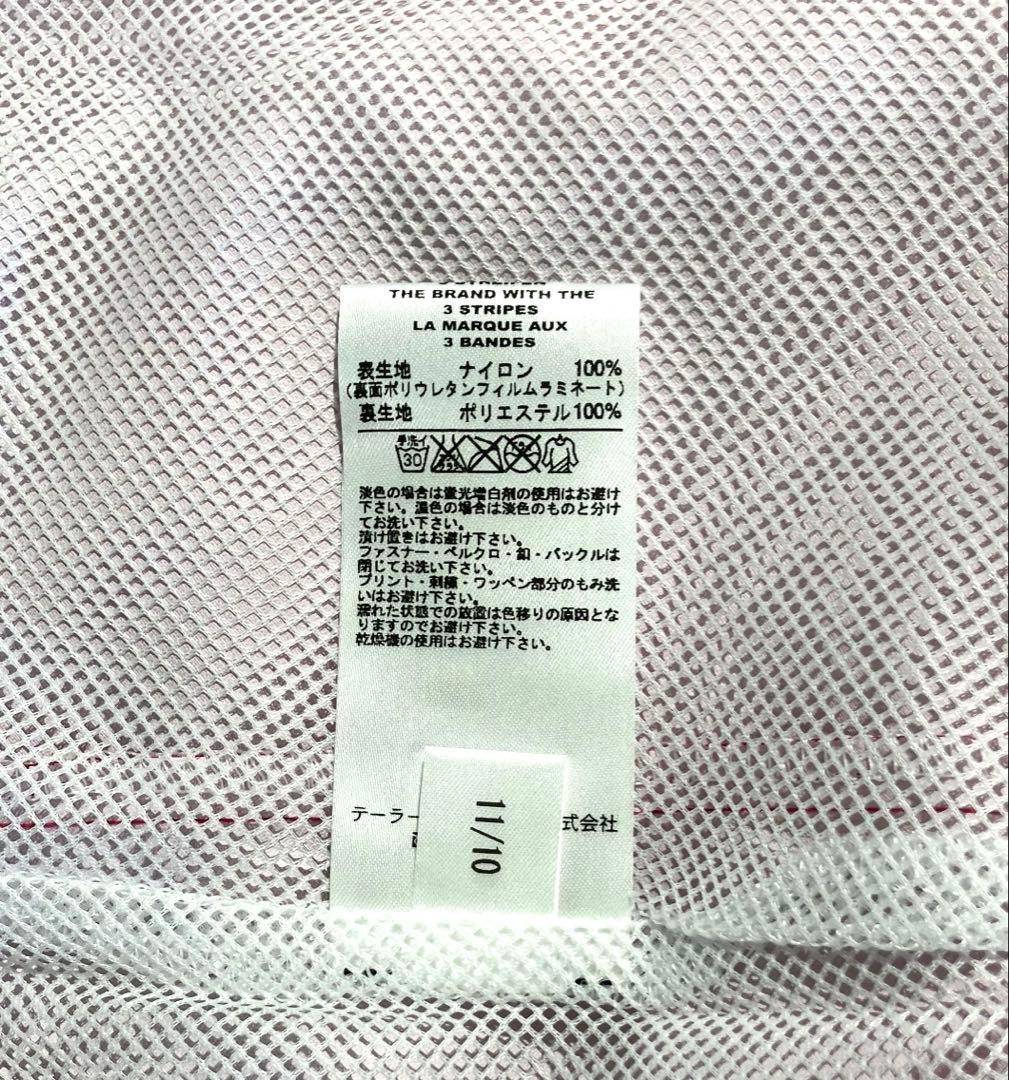 THE BRAND WITH THE
3 STRIPES
LA MARQUE AUX
3 BANDES
表生地 ナイロン 100%
(裏面ポリウレタンフィルムラミネート)
裏生地 ポリエステル100%
手洗イ
30
淡色の場合は蛍光増白剤の使用はお避け
下さい。濃色の場合は淡色のものと分け
てお洗い下さい。
漬け置きはお避け下さい。
ファスナー・ベルクロ・釦・バックルは
閉じてお洗い下さい。
プリント・刺繍・ワッペン部分のもみ洗
いはお避け下さい。
濡れた状態での放置は色移りの原因とな
りますのでお避け下さい。
乾燥機の使用はお避け下さい。
テーラー 式会社
11/10